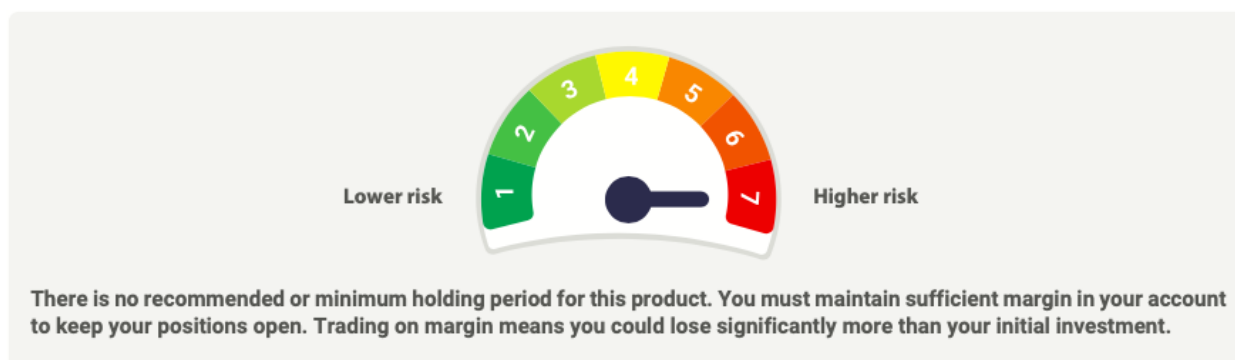 1
2
3
4
5
6
7
Lower risk
Higher risk
There is no recommended or minimum holding period for this product. You must maintain sufficient margin in your account
to keep your positions open. Trading on margin means you could lose significantly more than your initial investment.